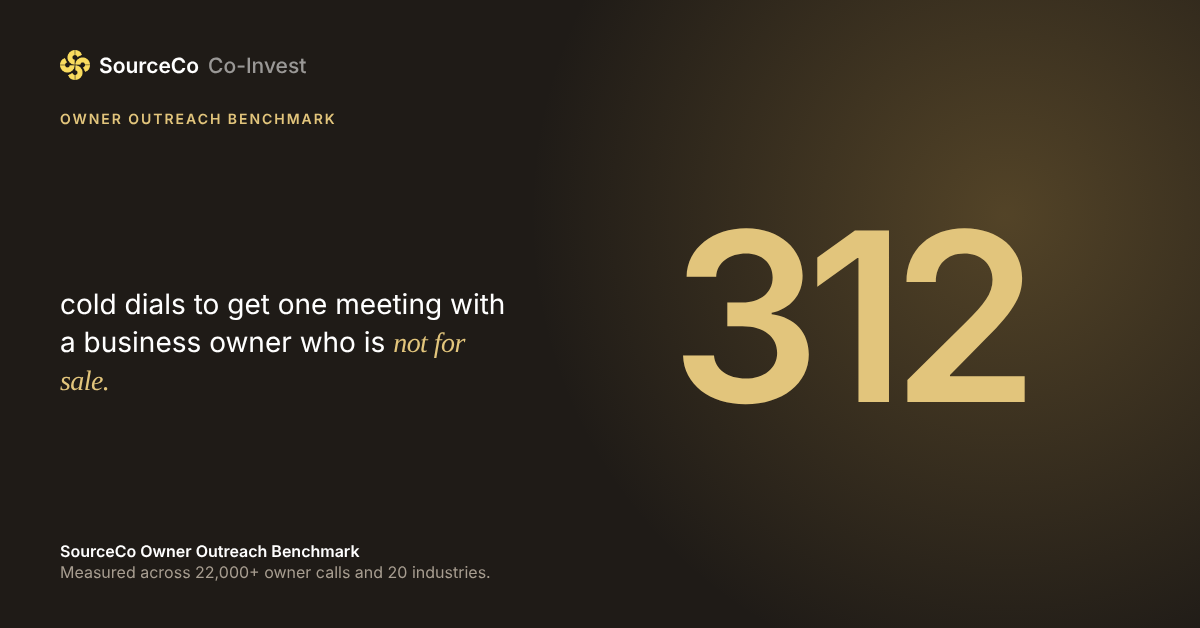 SourceCo Co-Invest
OWNER OUTREACH BENCHMARK
312
cold dials to get one meeting with
a business owner who is not for
sale.
SourceCo Owner Outreach Benchmark
Measured across 22,000+ owner calls and 20 industries.